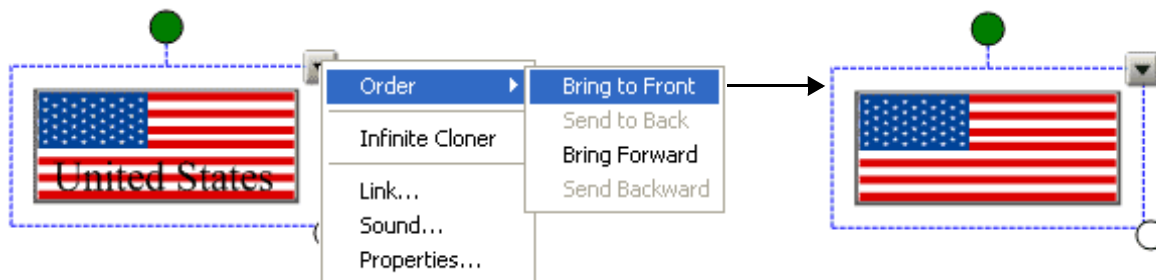 United States
Order
Infinite Cloner
Link...
Sound...
Properties...
Bring to Front
Send to Back
Bring Forward
Send Backward